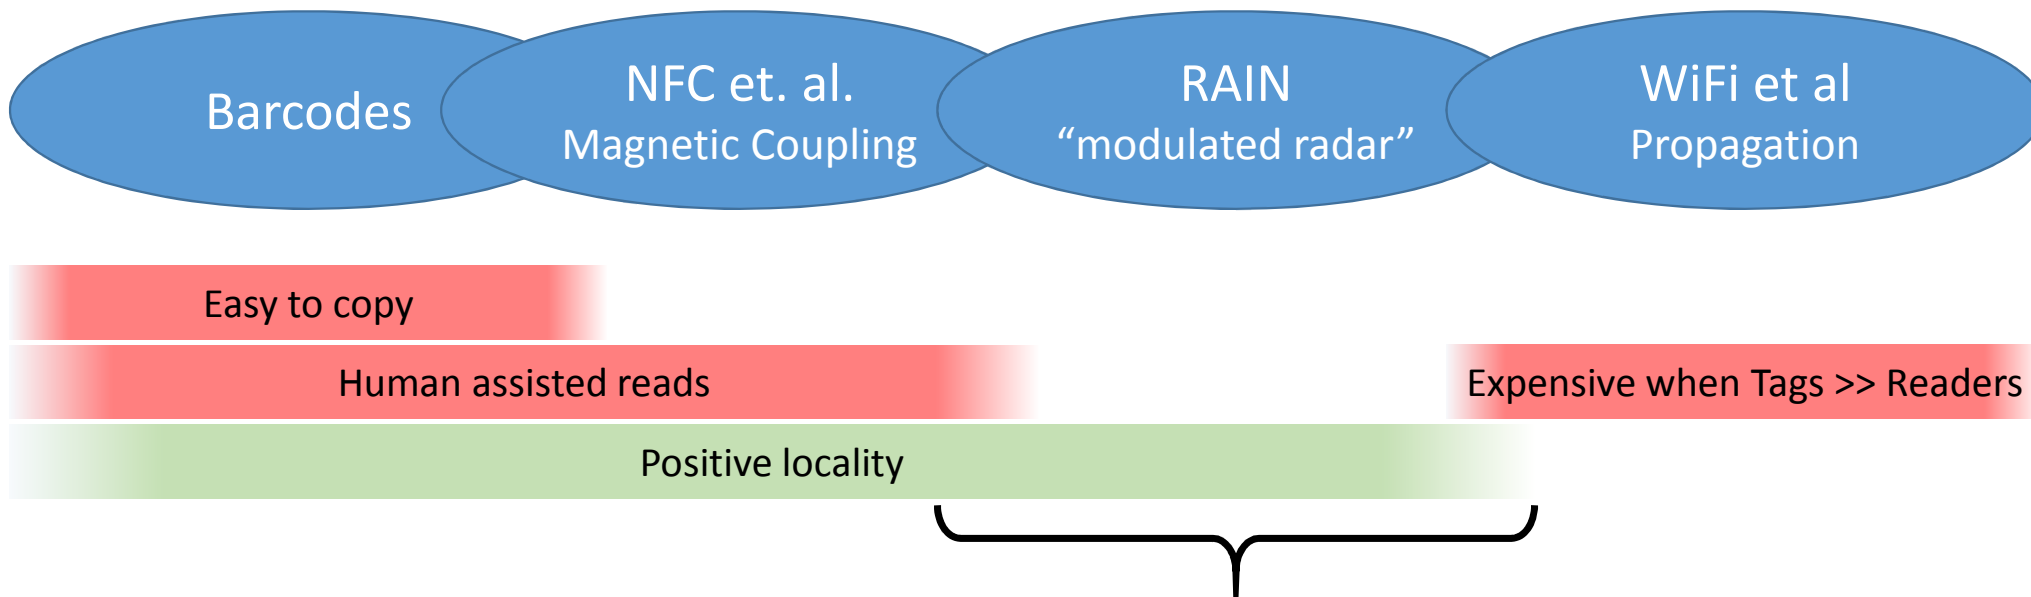 Barcodes
NFC et. al.
Magnetic Coupling
RAIN
“modulated radar”
WiFi et al
Propagation
Easy to copy
Human assisted reads
Expensive when Tags >> Readers
Positive locality